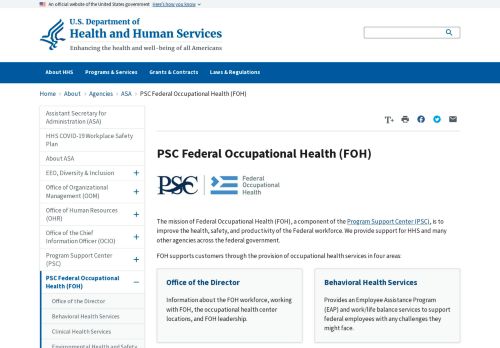 An official website of the United States government Here's how you know
U.S. Department of
Health and Human Services
Enhancing the health and well-being of all Americans
About HHS Programs & Services Grants & Contracts Laws & Regulations
Home > About > Agencies > ASA > PSC Federal Occupational Health (FOH)
Assistant Secretary for
Administration (ASA)
HHS COVID-19 Workplace Safety
Plan
About ASA
EEO, Diversity & Inclusion
Office of Organizational
Management (OOM)
Office of Human Resources
(OHR)
Office of the Chief
Information Officer (OCIO)
Program Support Center
(PSC)
PSC Federal Occupational
Health (FOH)
Office of the Director
Behavioral Health Services
Clinical Health Services
Environmental Health and Safety
T+
PSC Federal Occupational Health (FOH)
PSC
Federal
Occupational
Health
The mission of Federal Occupational Health (FOH), a component of the Program Support Center (PSC), is to
improve the health, safety, and productivity of the Federal workforce. We provide support for HHS and many
other agencies across the federal government.
FOH supports customers through the provision of occupational health services in four areas:
Office of the Director
Information about the FOH workforce, working
with FOH, the occupational health center
locations, and FOH leadership.
Behavioral Health Services
Provides an Employee Assistance Program
(EAP) and work/life balance services to support
federal employees with any challenges they
might face.